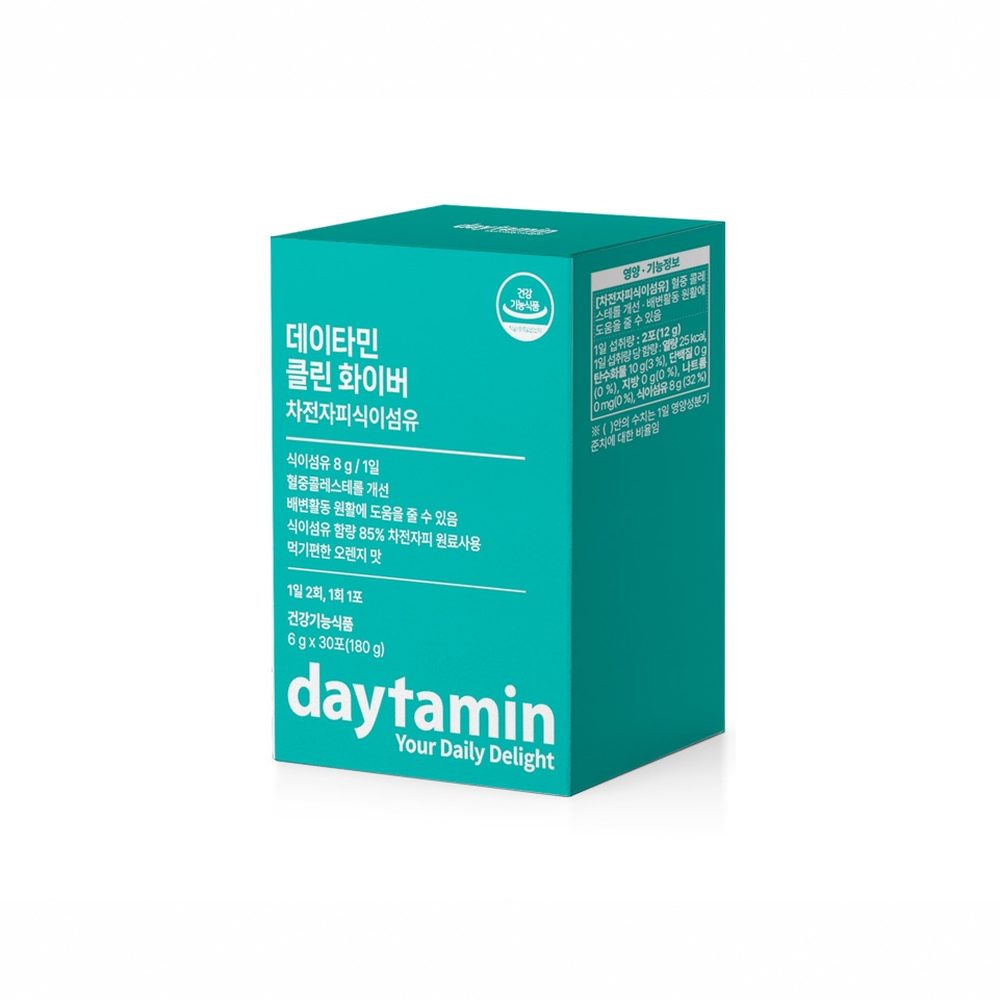 daytamin
건강
기능식품
데이타민
클린 화이버
차전자피식이섬유
식이섬유 8 g / 1일
혈중콜레스테롤 개선
배변활동 원활에 도움을 줄 수 있음
식이섬유 함량 85% 차전자피 원료사용
먹기편한 오렌지 맛
1일 2회, 1회 1포
건강기능식품
6 g x 30포(180 g)
daytamin
Your Daily Delight
영양 · 기능정보
[차전자피식이섬유] 혈중 콜레
스테롤 개선 · 배변활동 원활에
도움을 줄 수 있음
1일 섭취량 : 2포(12 g)
1일 섭취량 당 함량 : 열량 25 kcal,
탄수화물 10 g(3 %), 단백질 0 g
(0 %), 지방 0 g(0 %), 나트륨
0 mg(0 %), 식이섬유 8 g (32 %)
※ ( )안의 수치는 1일 영양성분기
준치에 대한 비율임